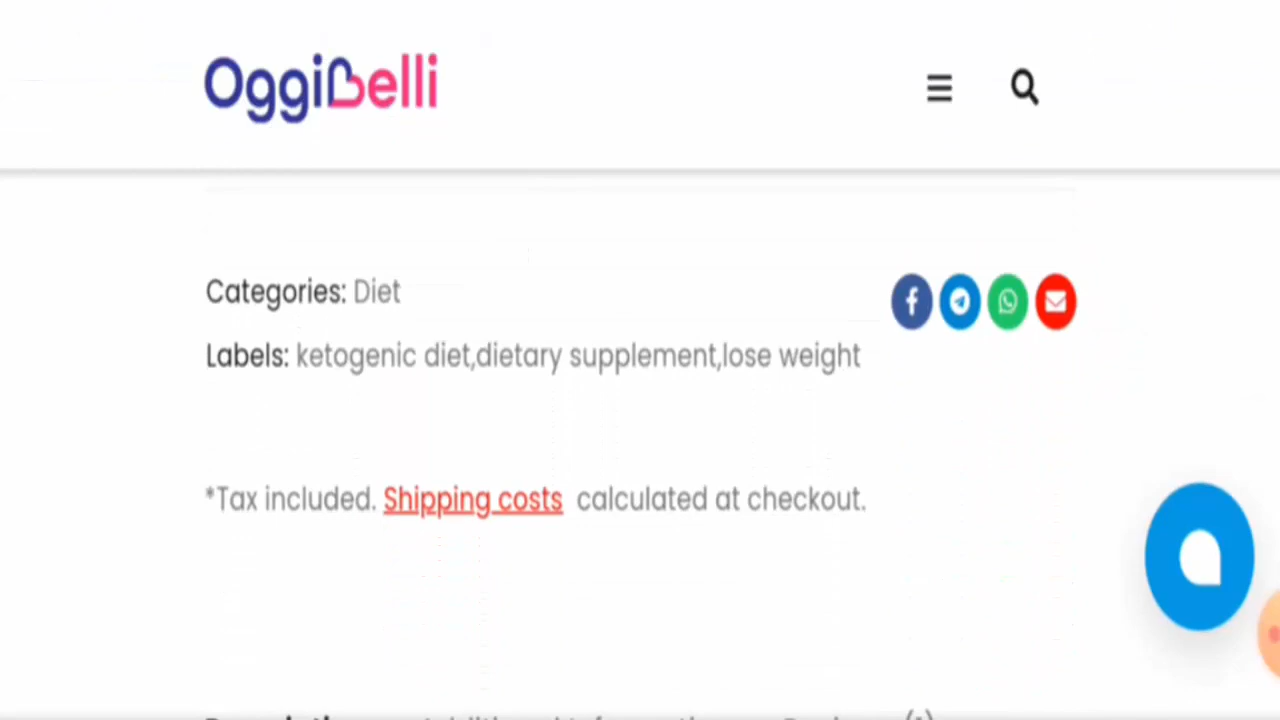 OggiBelli
Categories: Diet
Labels: ketogenic diet,dietary supplement,lose weight
*Tax included. Shipping costs calculated at checkout.